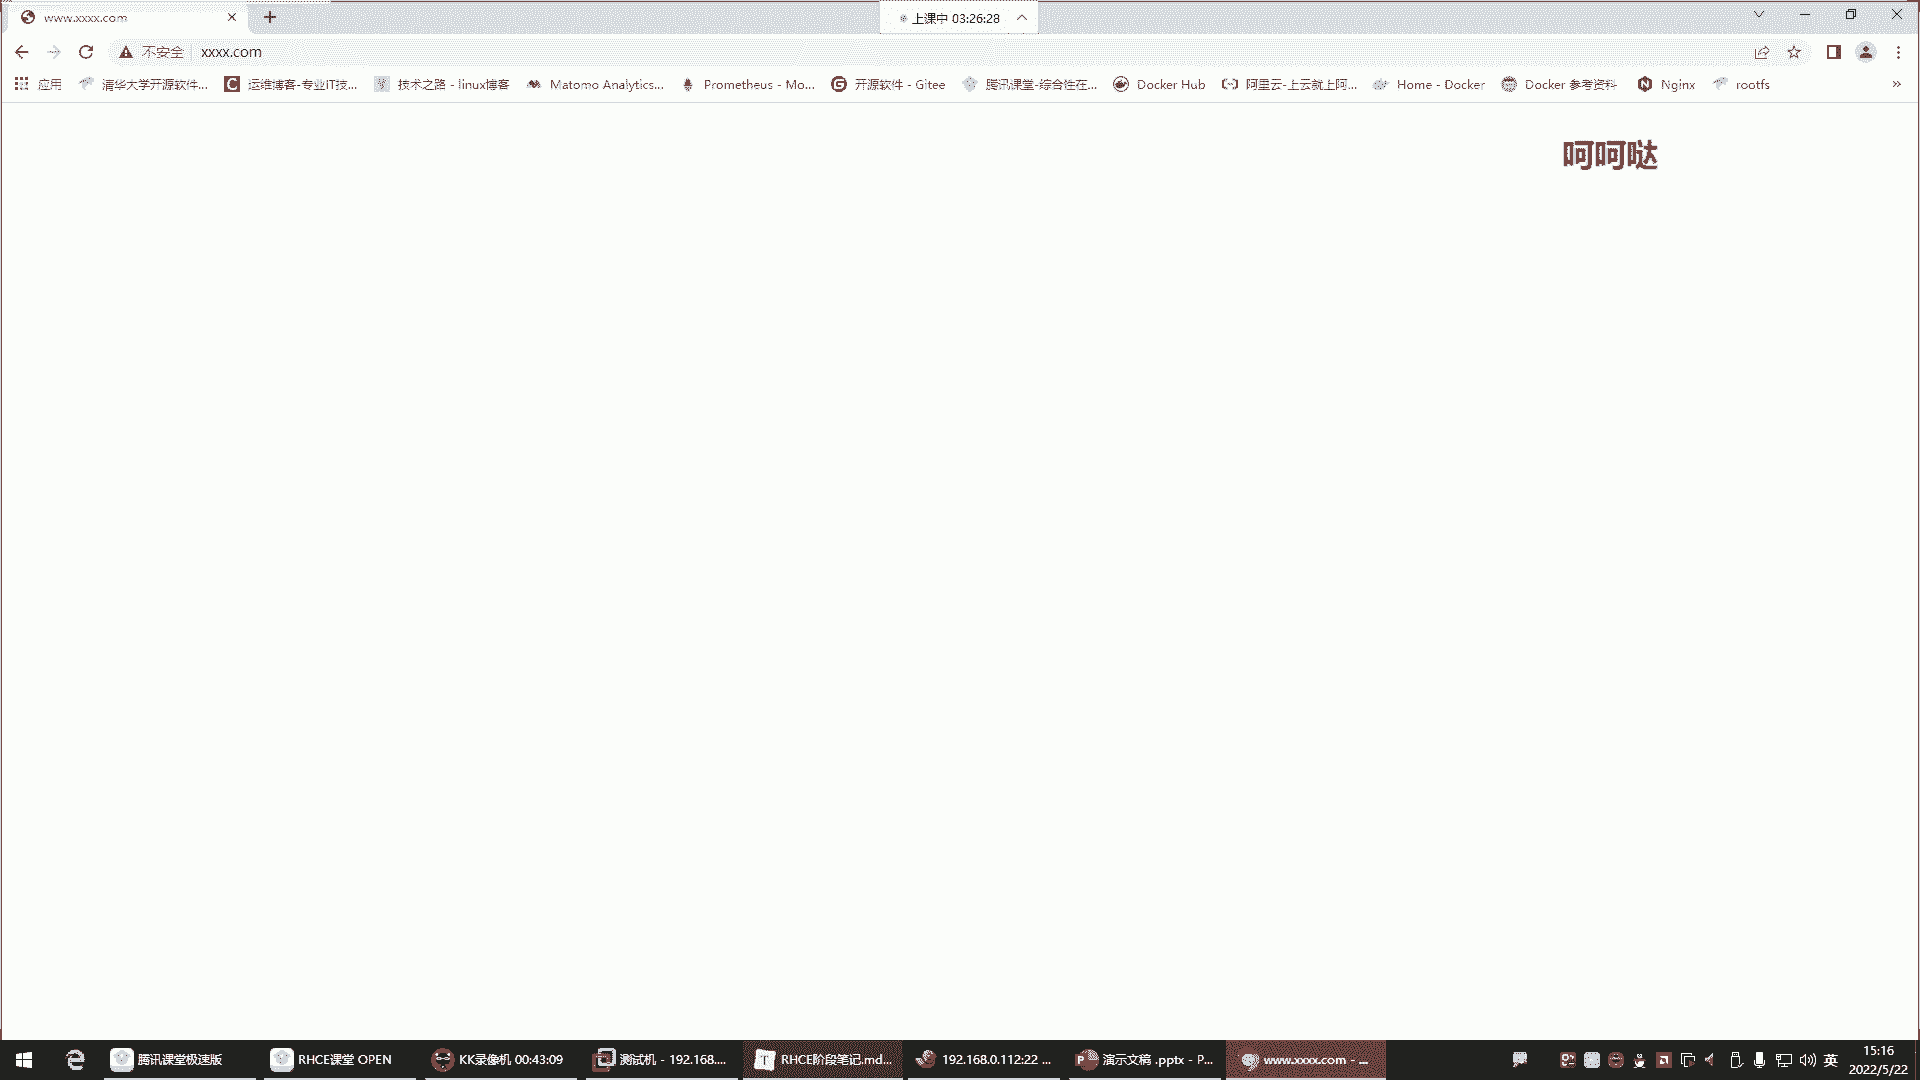 www.xxxx.com
上课中 03:26:28
不安全 xxxx.com
应用 清华大学开源软件... 运维博客-专业IT技... 技术之路 - linux博客 Matomo Analytics... Prometheus - Mo... 开源软件 - Gitee 腾讯课堂-综合性在... Docker Hub 阿里云-上云就上阿... Home - Docker Docker 参考资料 Nginx rootfs
呵呵哒
腾讯课堂极速版 RHCE课堂 OPEN KK录像机 00:43:09 测试机 - 192.168.... RHCE阶段笔记.md... 192.168.0.112:22 ... 演示文稿 .pptx - P... www.xxxx.com - ... 英 15:16
2022/5/22